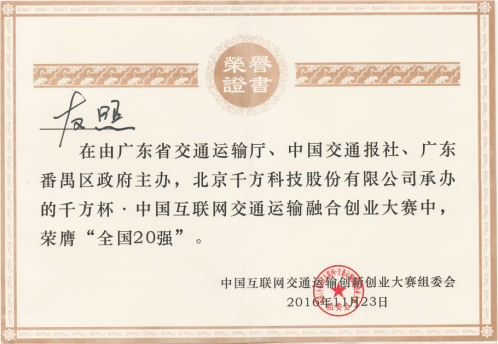 榮譽
證書
友照
在由广东省交通运输厅、中国交通报社、广东
番禺区政府主办，北京千方科技股份有限公司承办
的千方杯·中国互联网交通运输融合创业大赛中，
荣膺“全国20强”。
中国互联网交通运输创新创业大赛组委会
2016年11月23日
组委会